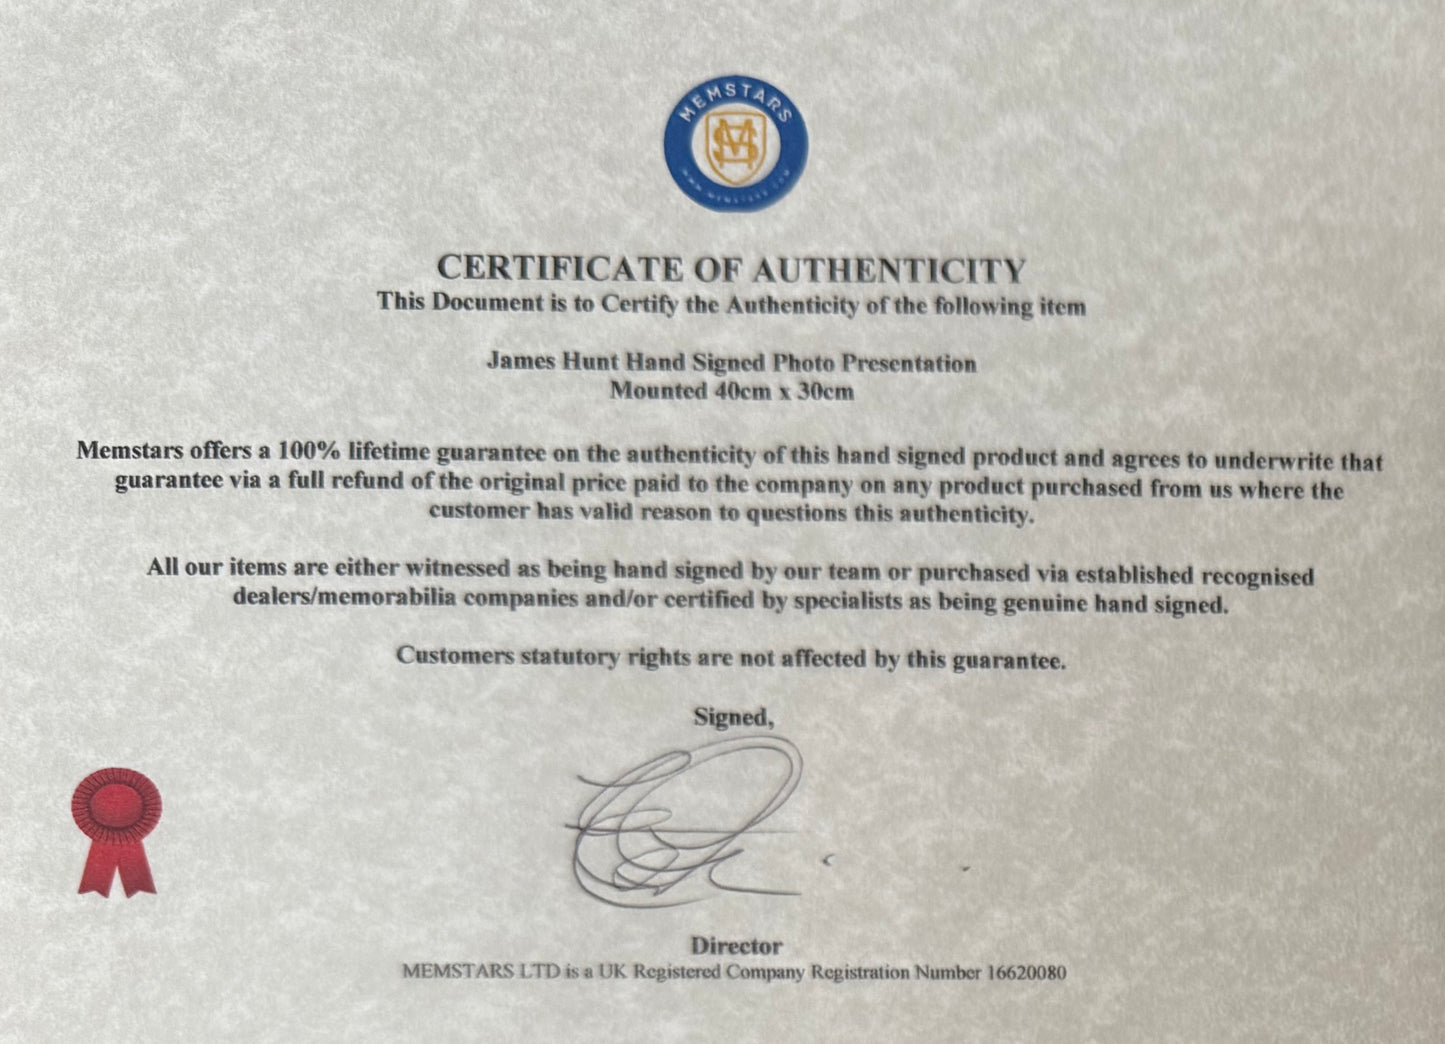 MEMSTARS
MS
WWW.MEMSTARS.COM
CERTIFICATE OF AUTHENTICITY
This Document is to Certify the Authenticity of the following item
James Hunt Hand Signed Photo Presentation
Mounted 40cm x 30cm
Memstars offers a 100% lifetime guarantee on the authenticity of this hand signed product and agrees to underwrite that
guarantee via a full refund of the original price paid to the company on any product purchased from us where the
customer has valid reason to questions this authenticity.
All our items are either witnessed as being hand signed by our team or purchased via established recognised
dealers/memorabilia companies and/or certified by specialists as being genuine hand signed.
Customers statutory rights are not affected by this guarantee.
Signed,
Director
MEMSTARS LTD is a UK Registered Company Registration Number 16620080